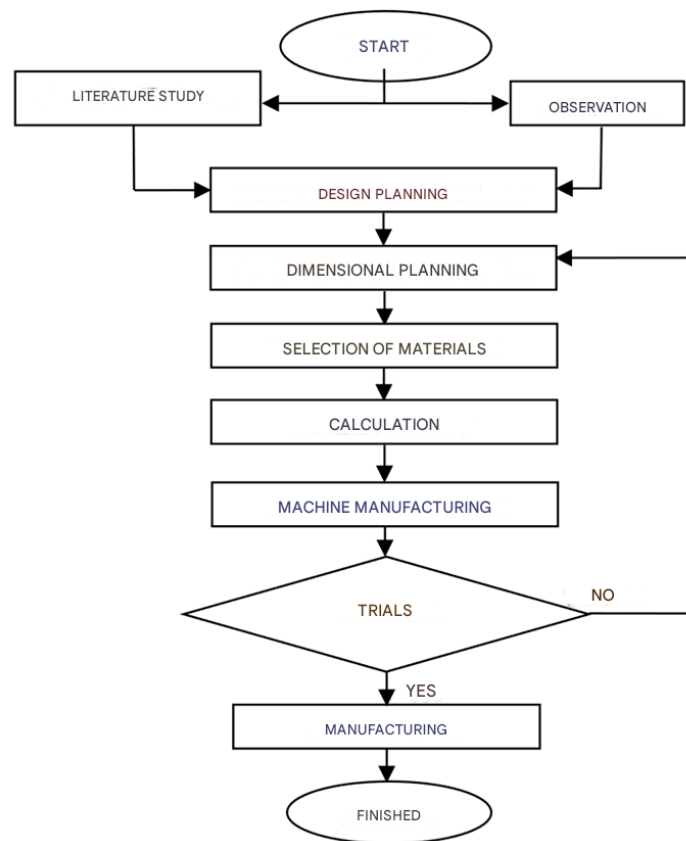 START
LITERATURE STUDY
OBSERVATION
DESIGN PLANNING
DIMENSIONAL PLANNING
SELECTION OF MATERIALS
CALCULATION
MACHINE MANUFACTURING
TRIALS
NO
YES
MANUFACTURING
FINISHED